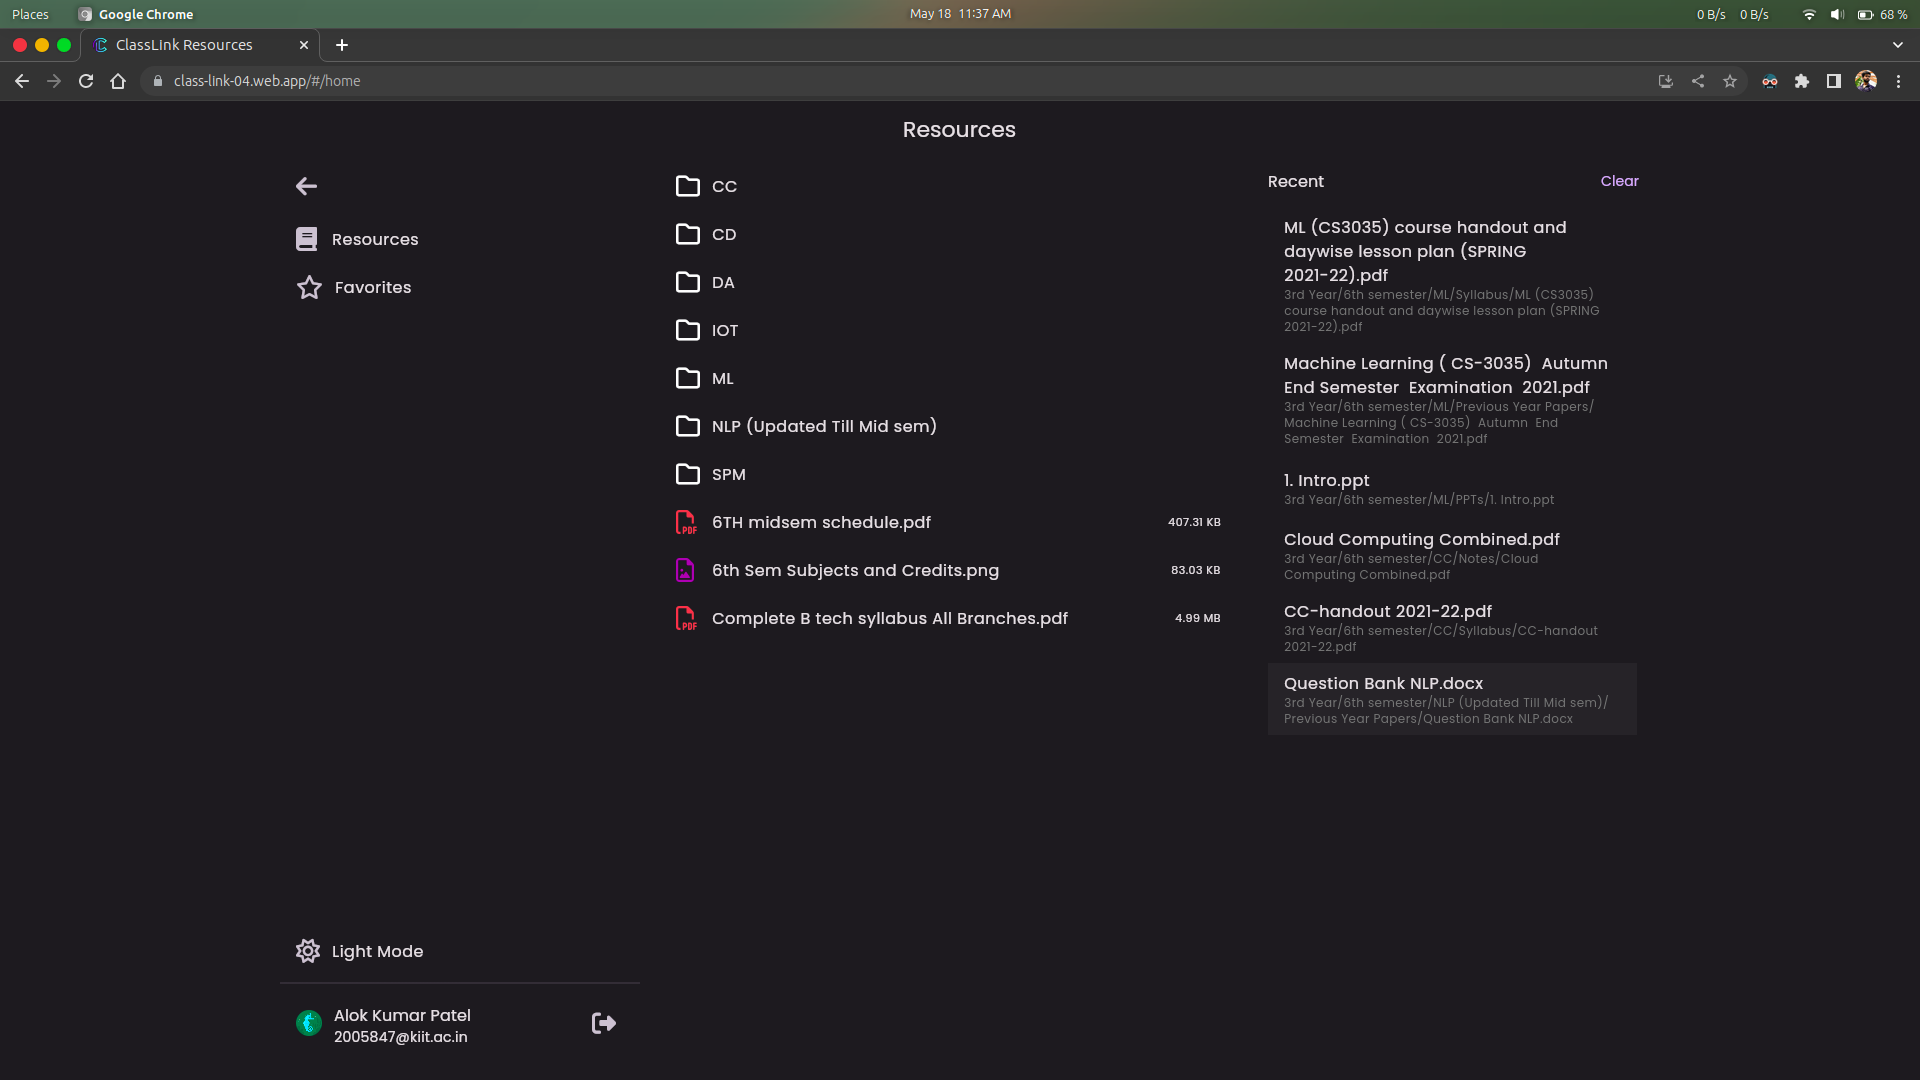 Places
Google Chrome
May 18  11:37 AM
0 B/s
0 B/s
68 %
ClassLink Resources
class-link-04.web.app/#/home
Resources
Resources
Favorites
CC
CD
DA
IOT
ML
NLP (Updated Till Mid sem)
SPM
6TH midsem schedule.pdf
407.31 KB
6th Sem Subjects and Credits.png
83.03 KB
Complete B tech syllabus All Branches.pdf
4.99 MB
Recent
Clear
ML (CS3035) course handout and
daywise lesson plan (SPRING
2021-22).pdf
3rd Year/6th semester/ML/Syllabus/ML (CS3035)
course handout and daywise lesson plan (SPRING
2021-22).pdf
Machine Learning ( CS-3035)  Autumn
End Semester  Examination  2021.pdf
3rd Year/6th semester/ML/Previous Year Papers/
Machine Learning ( CS-3035)  Autumn  End
Semester  Examination  2021.pdf
1. Intro.ppt
3rd Year/6th semester/ML/PPTs/1. Intro.ppt
Cloud Computing Combined.pdf
3rd Year/6th semester/CC/Notes/Cloud
Computing Combined.pdf
CC-handout 2021-22.pdf
3rd Year/6th semester/CC/Syllabus/CC-handout
2021-22.pdf
Question Bank NLP.docx
3rd Year/6th semester/NLP (Updated Till Mid sem)/
Previous Year Papers/Question Bank NLP.docx
Light Mode
Alok Kumar Patel
2005847@kiit.ac.in
PDF
PDF